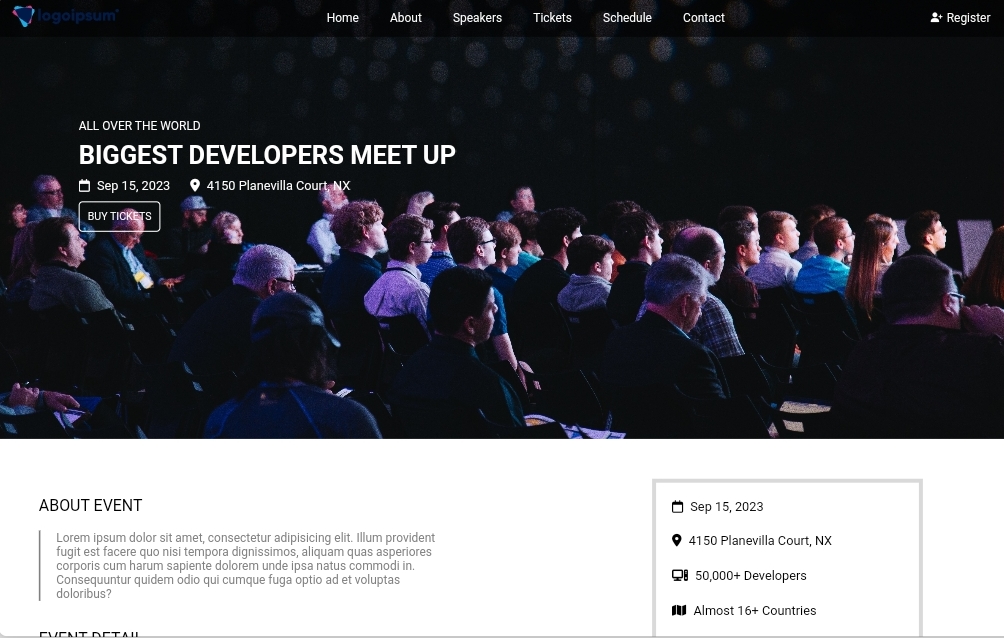 logoipsum
Home About Speakers Tickets Schedule Contact Register
ALL OVER THE WORLD
BIGGEST DEVELOPERS MEET UP
Sep 15, 2023 4150 Planevilla Court, NX
BUY TICKETS
ABOUT EVENT
Lorem ipsum dolor sit amet, consectetur adipisicing elit. Illum provident
fugit est facere quo nisi tempora dignissimos, aliquam quas asperiores
corporis cum harum sapiente dolorem unde ipsa natus commodi in.
Consequuntur quidem odio qui cumque fuga optio ad et voluptas
doloribus?
EVENT DETAIL
Sep 15, 2023
4150 Planevilla Court, NX
50,000+ Developers
Almost 16+ Countries